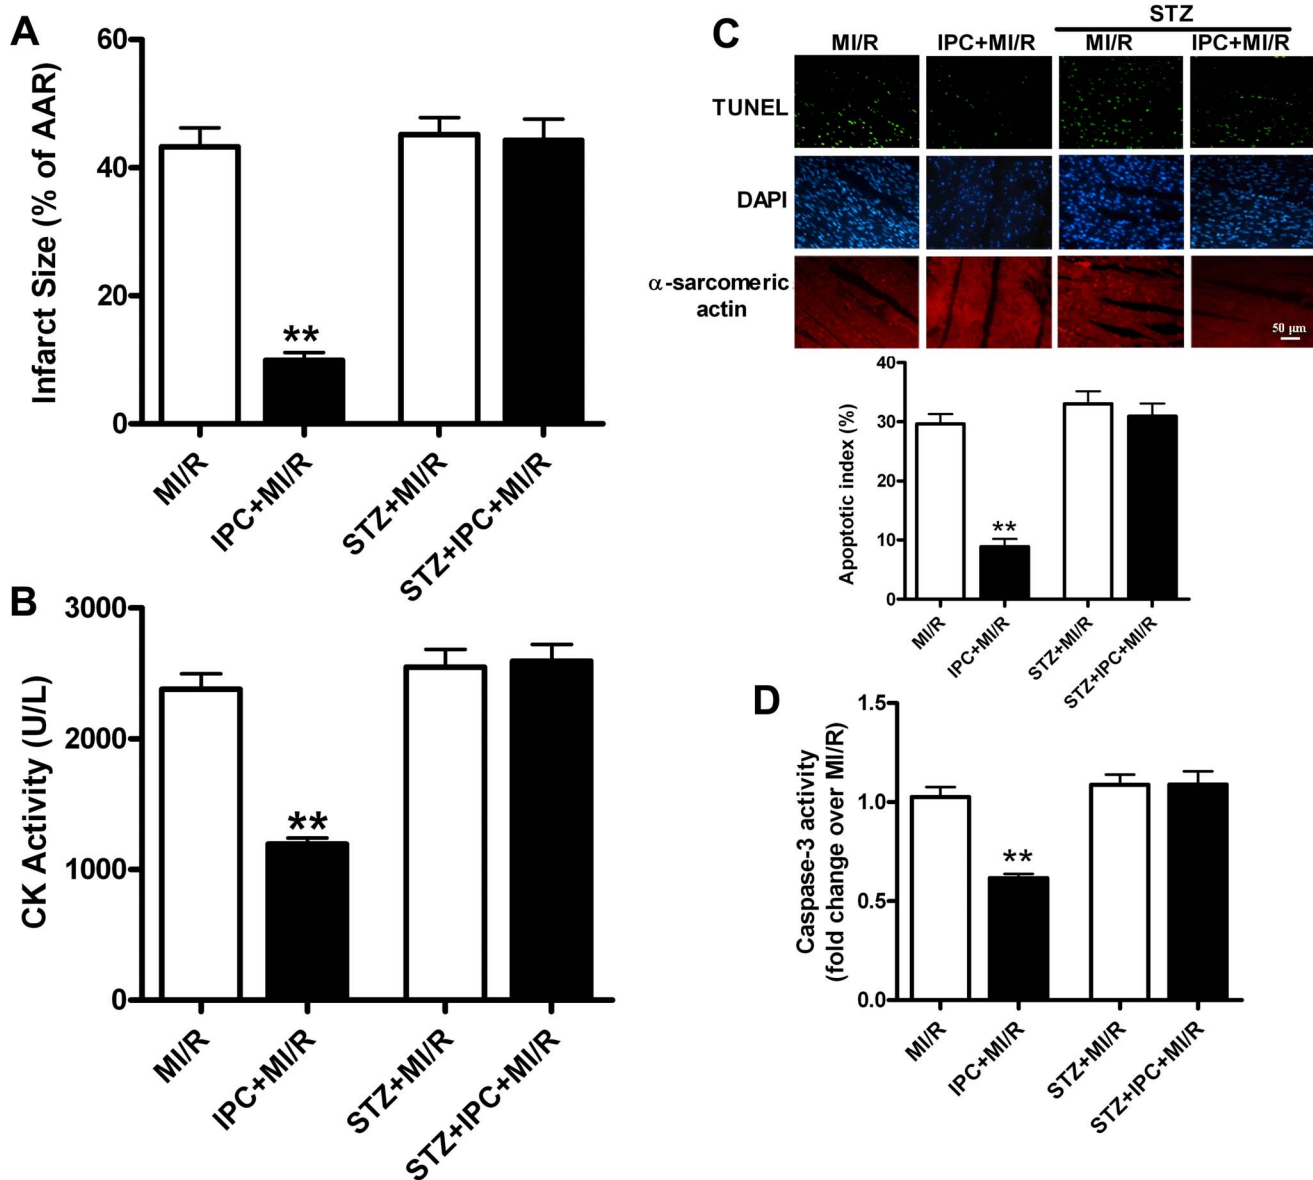 A
Infarct Size (% of AAR)
60
40
20
0
**
MI/R
IPC+MI/R
STZ+MI/R
STZ+IPC+MI/R
B
CK Activity (U/L)
3000
2000
1000
0
**
MI/R
IPC+MI/R
STZ+MI/R
STZ+IPC+MI/R
C
STZ
MI/R IPC+MI/R MI/R IPC+MI/R
TUNEL
DAPI
α-sarcomeric
actin
50 µm
Apoptotic index (%)
40
30
20
10
0
**
MI/R
IPC+MI/R
STZ+MI/R
STZ+IPC+MI/R
D
Caspase-3 activity
(fold change over MI/R)
1.5
1.0
0.5
0.0
**
MI/R
IPC+MI/R
STZ+MI/R
STZ+IPC+MI/R